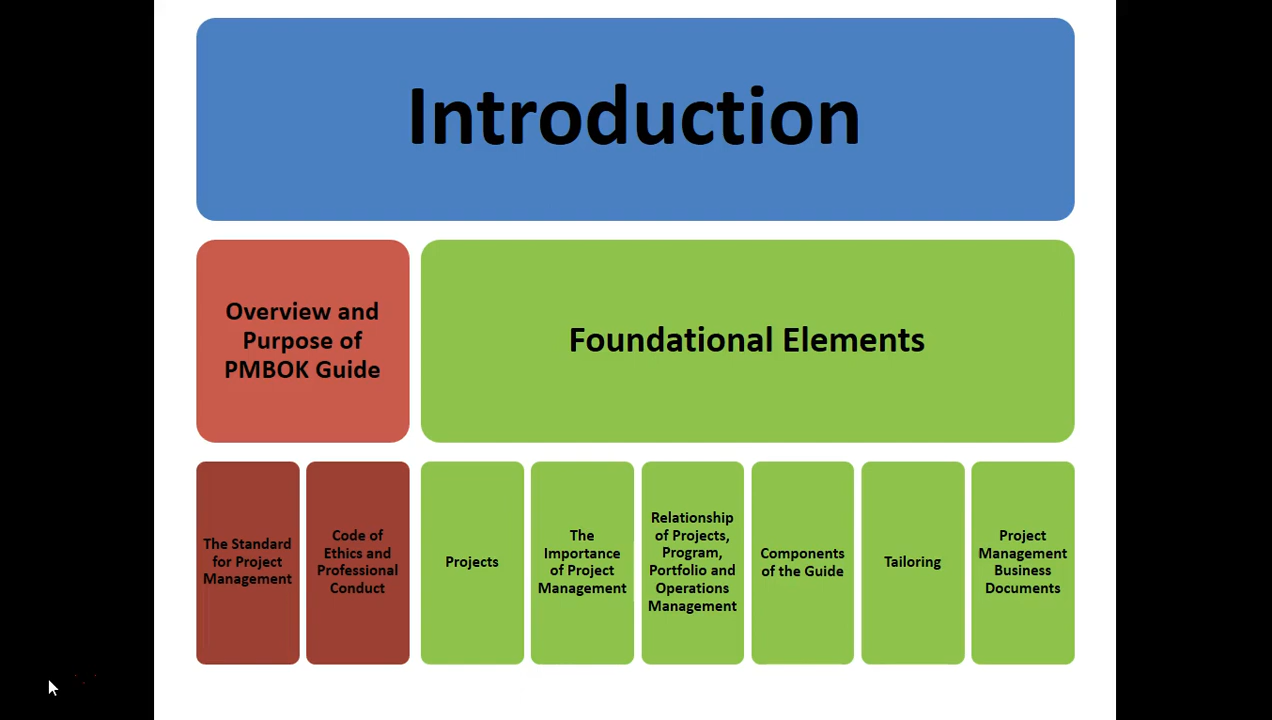 Introduction
Overview and
Purpose of
PMBOK Guide
Foundational Elements
The Standard
for Project
Management
Code of
Ethics and
Professional
Conduct
Projects
The
Importance
of Project
Management
Relationship
of Projects,
Program,
Portfolio and
Operations
Management
Components
of the Guide
Tailoring
Project
Management
Business
Documents